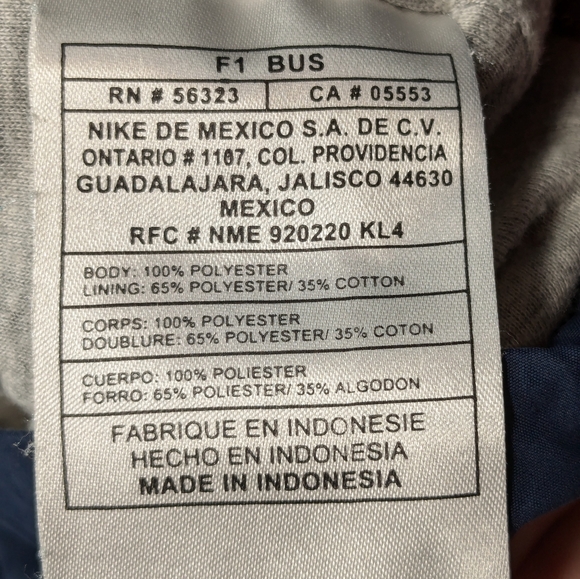 F1 BUS
RN # 56323 CA # 05553
NIKE DE MEXICO S.A. DE C.V.
ONTARIO # 1107, COL. PROVIDENCIA
GUADALAJARA, JALISCO 44630
MEXICO
RFC # NME 920220 KL4
BODY: 100% POLYESTER
LINING: 65% POLYESTER/ 35% COTTON
CORPS: 100% POLYESTER
DOUBLURE: 65% POLYESTER/ 35% COTON
CUERPO: 100% POLIESTER
FORRO: 65% POLIESTER/ 35% ALGODON
FABRIQUE EN INDONESIE
HECHO EN INDONESIA
MADE IN INDONESIA